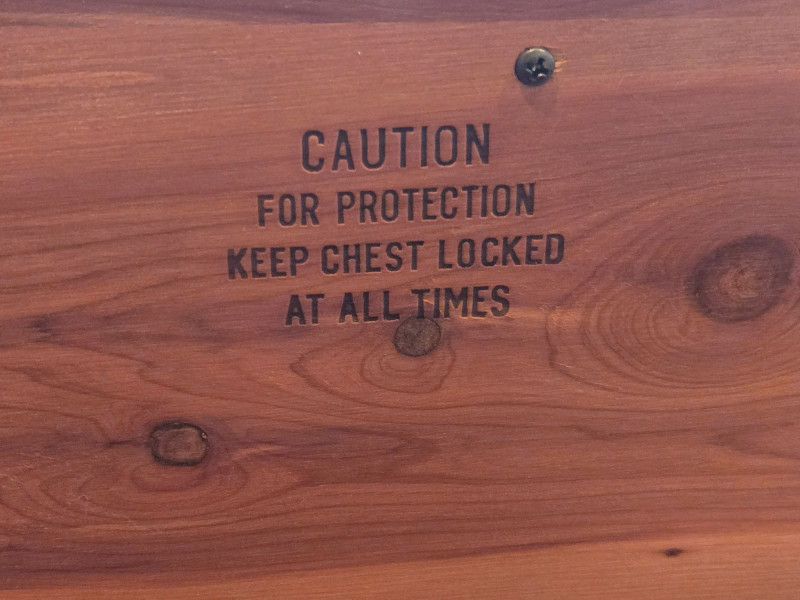 CAUTION
FOR PROTECTION
KEEP CHEST LOCKED
AT ALL TIMES